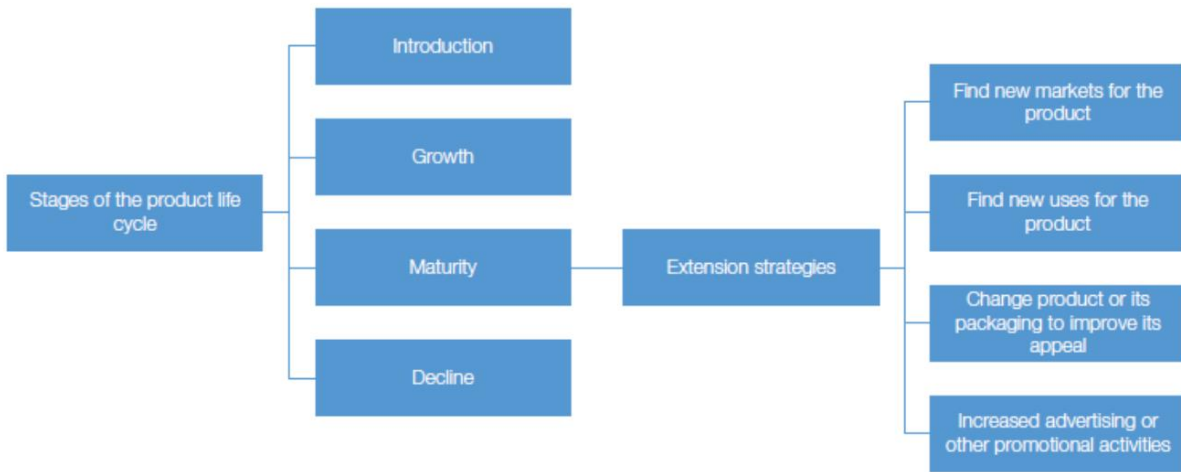 Stages of the product life
cycle
Introduction
Growth
Maturity
Decline
Extension strategies
Find new markets for the
product
Find new uses for the
product
Change product or its
packaging to improve its
appeal
Increased advertising or
other promotional activities